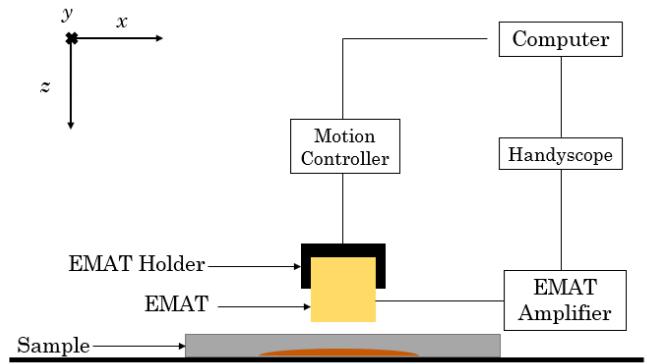 y
x
z
Computer
Motion
Controller
Handyscope
EMAT Holder
EMAT
EMAT
Amplifier
Sample